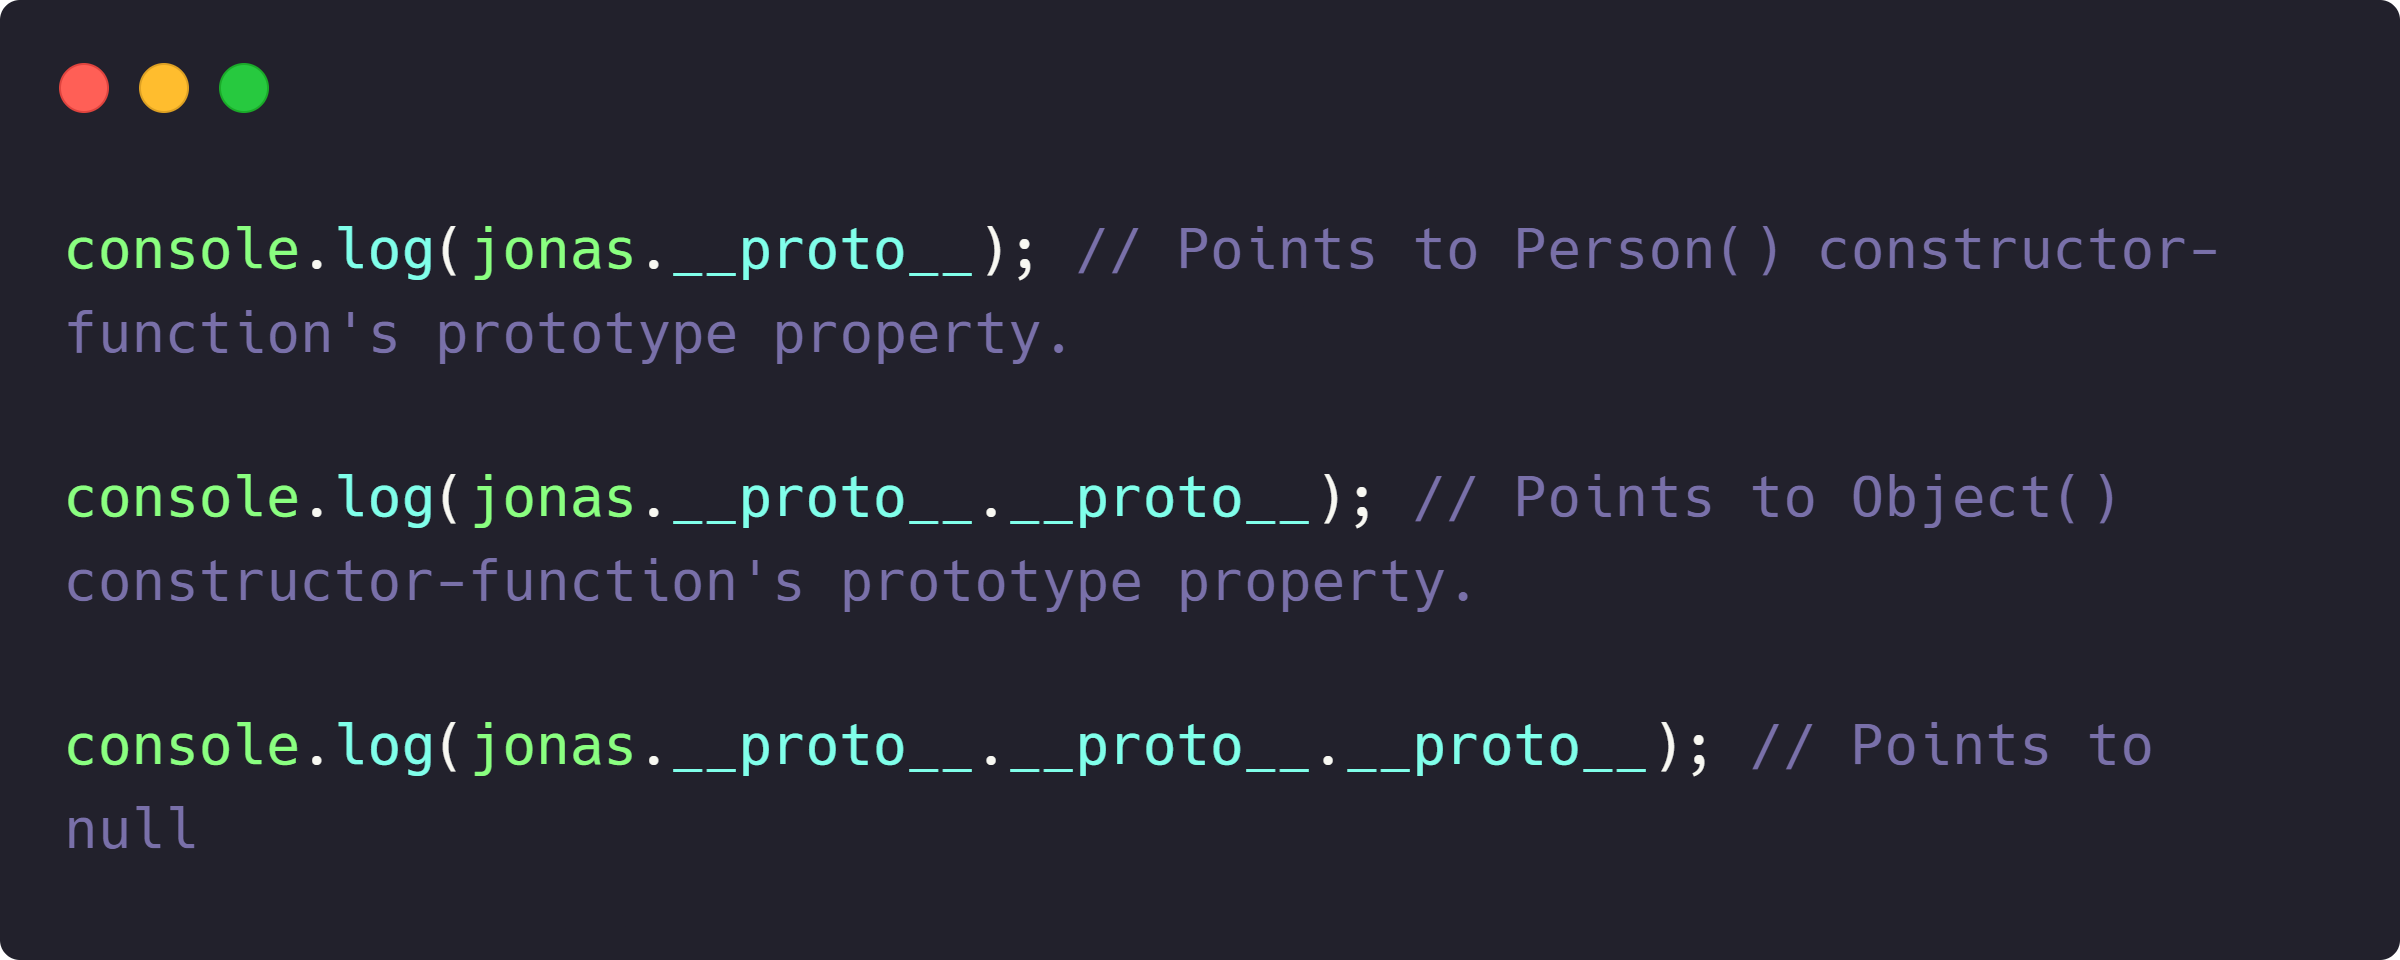 console.log(jonas.__proto__); // Points to Person() constructor-
function's prototype property.
console.log(jonas.__proto__.__proto__); // Points to Object()
constructor-function's prototype property.
console.log(jonas.__proto__.__proto__.__proto__); // Points to
null